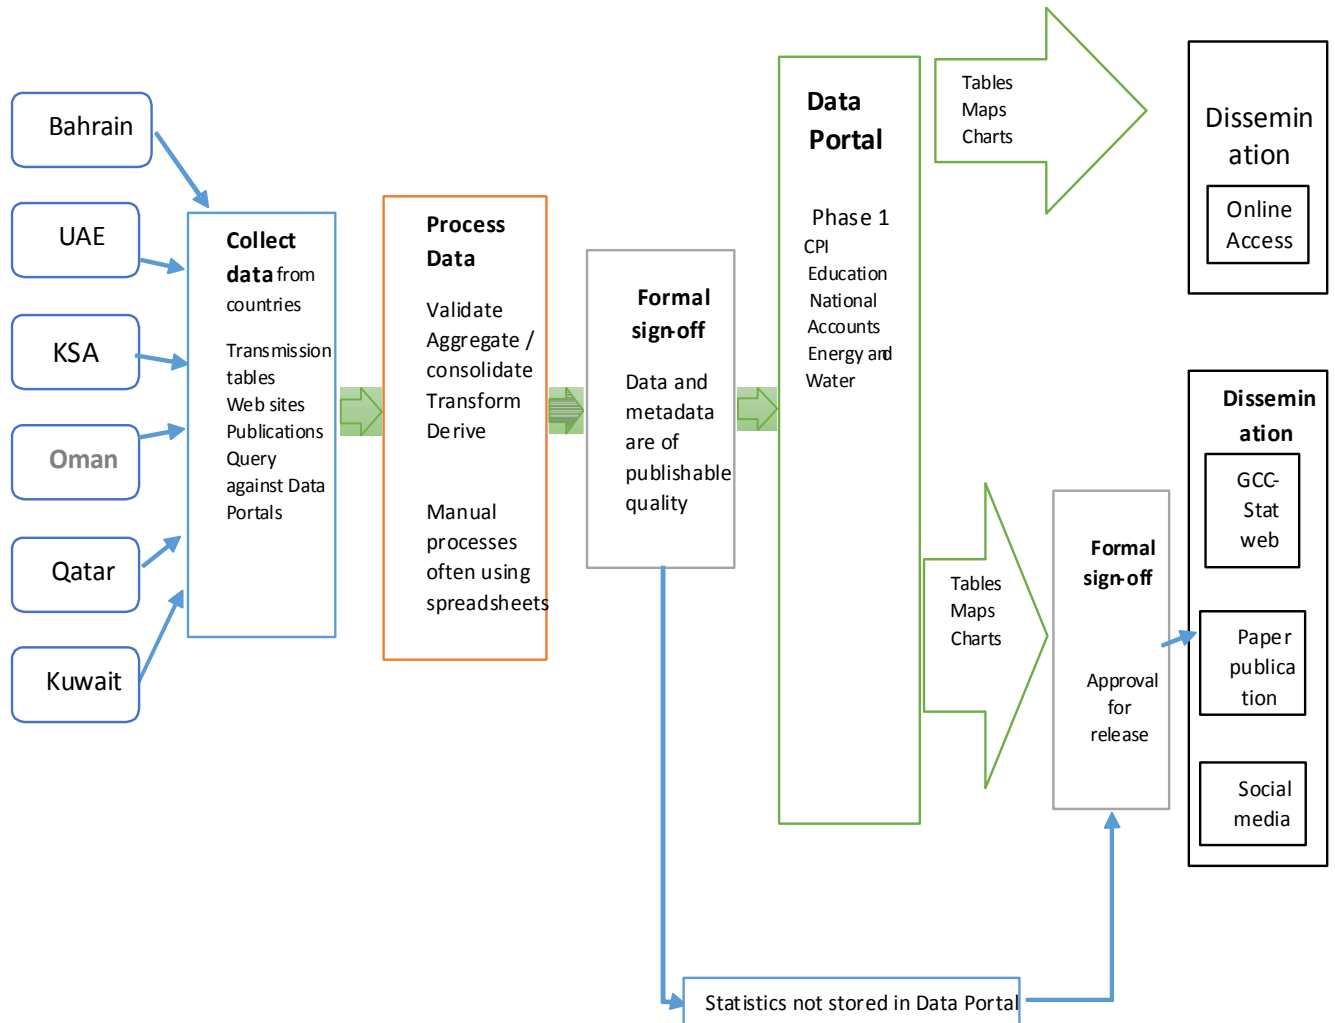 Bahrain
UAE
KSA
Oman
Qatar
Kuwait
Collect
data from
countries
Transmission
tables
Web sites
Publications
Query
against Data
Portals
Process
Data
Validate
Aggregate /
consolidate
Transform
Derive
Manual
processes
often using
spreadsheets
Formal
sign-off
Data and
metadata
are of
publishable
quality
Data
Portal
Phase 1
CPI
Education
National
Accounts
Energy and
Water
Tables
Maps
Charts
Dissemin
ation
Online
Access
Tables
Maps
Charts
Formal
sign-off
Approval
for
release
Dissemin
ation
GCC-
Stat
web
Paper
publica
tion
Social
media
Statistics not stored in Data Portal